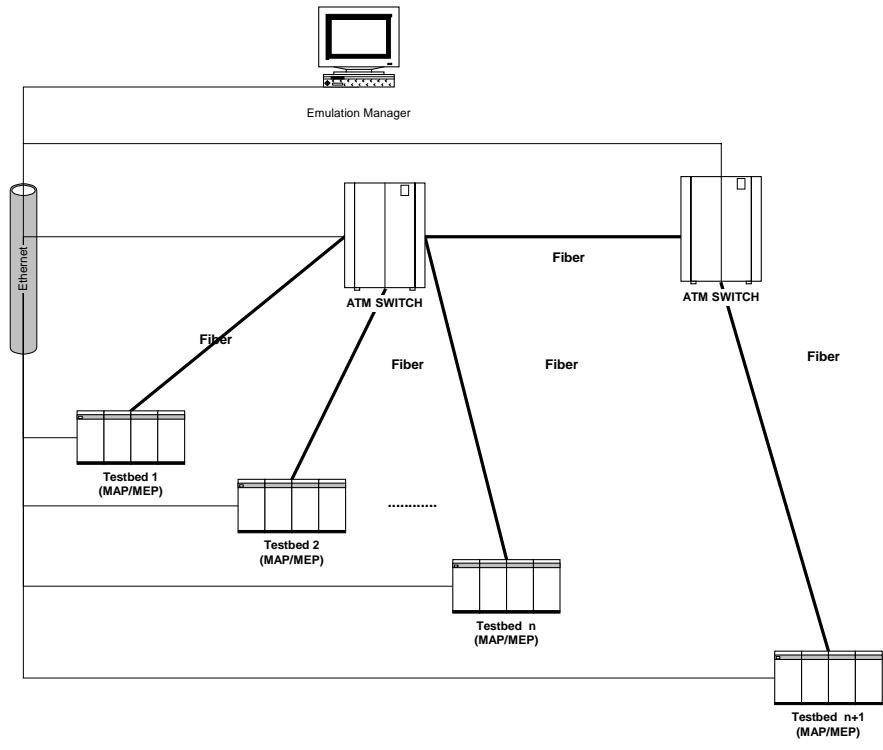 Emulation Manager
Ethernet
Fiber
ATM SWITCH
ATM SWITCH
Fiber
Fiber
Fiber
Fiber
Testbed 1
(MAP/MEP)
............
Testbed 2
(MAP/MEP)
Testbed n
(MAP/MEP)
Testbed n+1
(MAP/MEP)